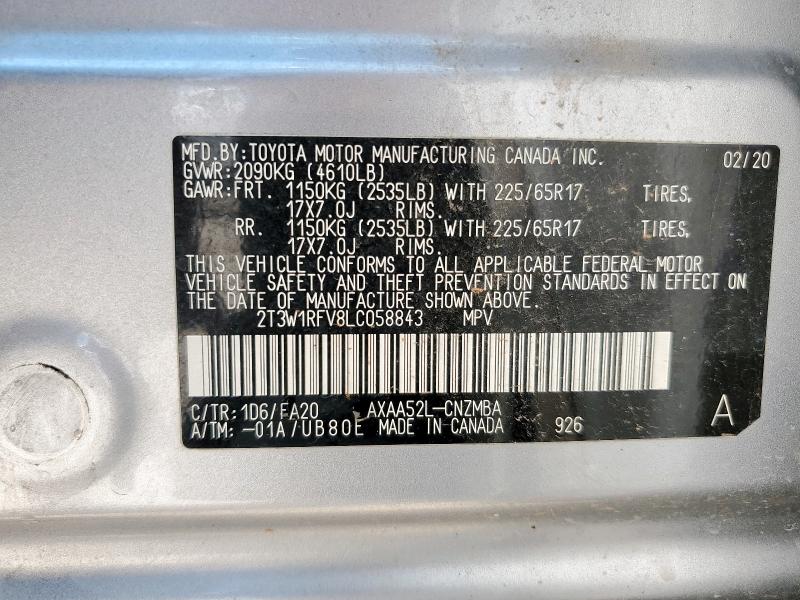 MFD.BY:TOYOTA MOTOR MANUFACTURING CANADA INC. 02/20
GVWR:2090KG (4610LB)
GAWR:FRT. 1150KG (2535LB) WITH 225/65R17 TIRES,
17X7.0J RIMS.
RR. 1150KG (2535LB) WITH 225/65R17 TIRES,
17X7.0J RIMS.
THIS VEHICLE CONFORMS TO ALL APPLICABLE FEDERAL MOTOR
VEHICLE SAFETY AND THEFT PREVENTION STANDARDS IN EFFECT ON
THE DATE OF MANUFACTURE SHOWN ABOVE.
2T3W1RFV8LC058843 MPV
C/TR:1D6/FA20 AXAA52L-CNZMBA A
A/TM:-01A/UB80E MADE IN CANADA 926